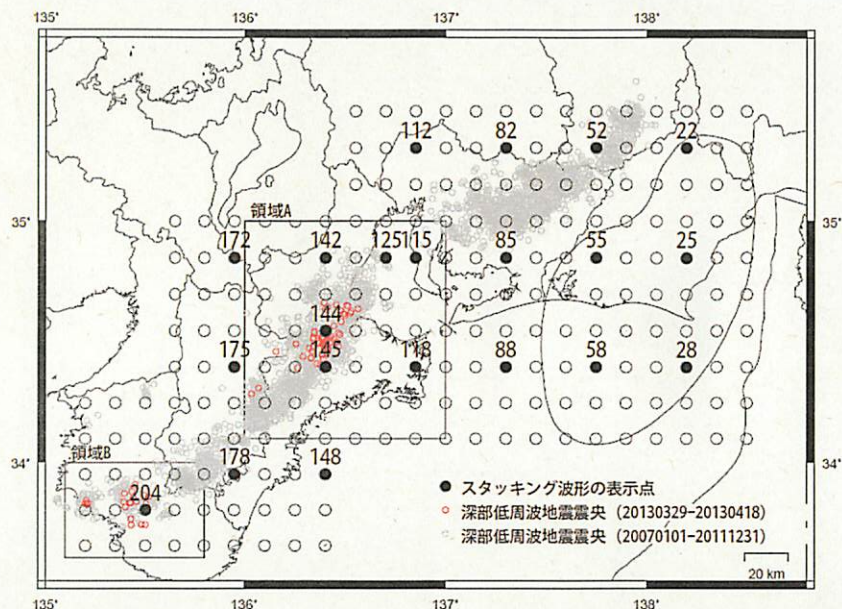 135゜ 136゜ 137゜ 138゜
112 82 52 22
35゜ 35゜
領域A
172 142 125 115 85 55 25
144
175 145 118 88 58 28
34゜ 34゜
領域B
178 148
204
スタッキング波形の表示点
深部低周波地震震央（20130329−20130418）
深部低周波地震震央（20070101−20111231）
20 km
135゜ 136゜ 137゜ 138゜